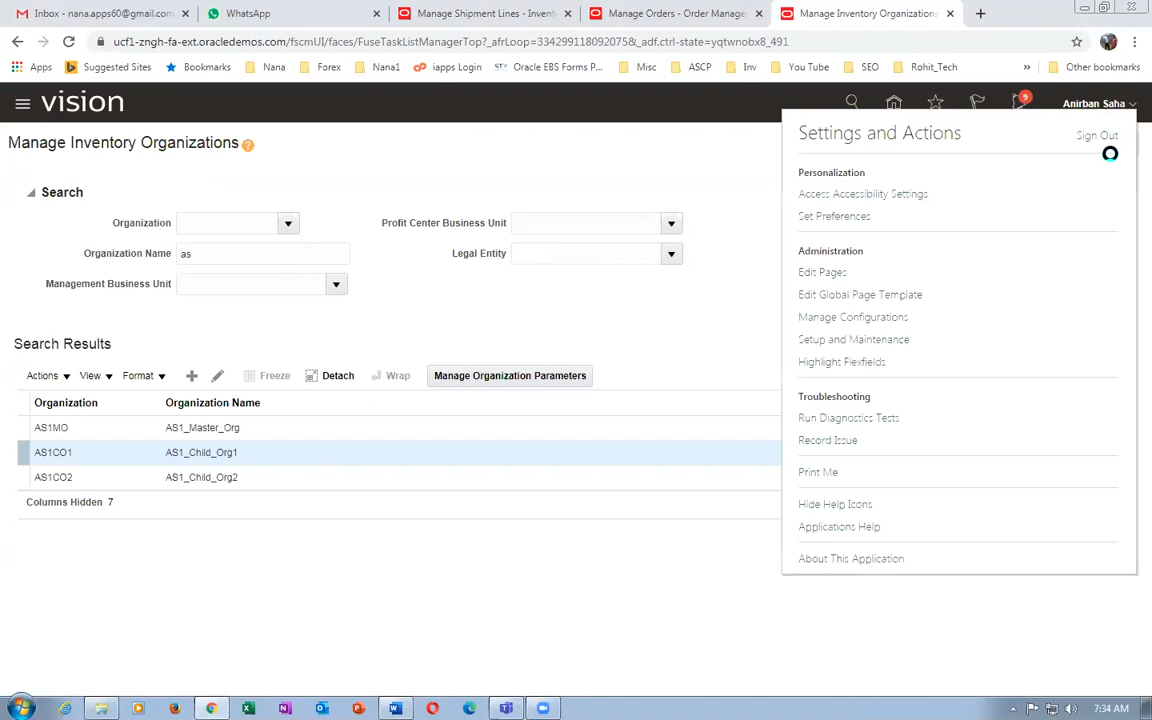 Inbox - nana.apps60@gmail.com
WhatsApp
Manage Shipment Lines - Invent
Manage Orders - Order Manage
Manage Inventory Organizations
ucf1-zngh-fa-ext.oracledemos.com/fscmUI/faces/FuseTaskListManagerTop?_afrLoop=33429911809207５&_adf.ctrl-state=yqtwnobx8_491
Apps
Suggested Sites
Bookmarks
Nana
Forex
Nana1
iapps Login
Oracle EBS Forms P...
Misc
ASCP
Inv
You Tube
SEO
Rohit_Tech
»
Other bookmarks
vision
9
Anirban Saha
Manage Inventory Organizations
Search
Organization
Profit Center Business Unit
Organization Name as
Legal Entity
Management Business Unit
Search Results
Actions View Format Freeze Detach Wrap Manage Organization Parameters
Organization Organization Name
AS1MO AS1_Master_Org
AS1CO1 AS1_Child_Org1
AS1CO2 AS1_Child_Org2
Columns Hidden 7
Settings and Actions
Sign Out
Personalization
Access Accessibility Settings
Set Preferences
Administration
Edit Pages
Edit Global Page Template
Manage Configurations
Setup and Maintenance
Highlight Flexfields
Troubleshooting
Run Diagnostics Tests
Record Issue
Print Me
Hide Help Icons
Applications Help
About This Application
7:34 AM